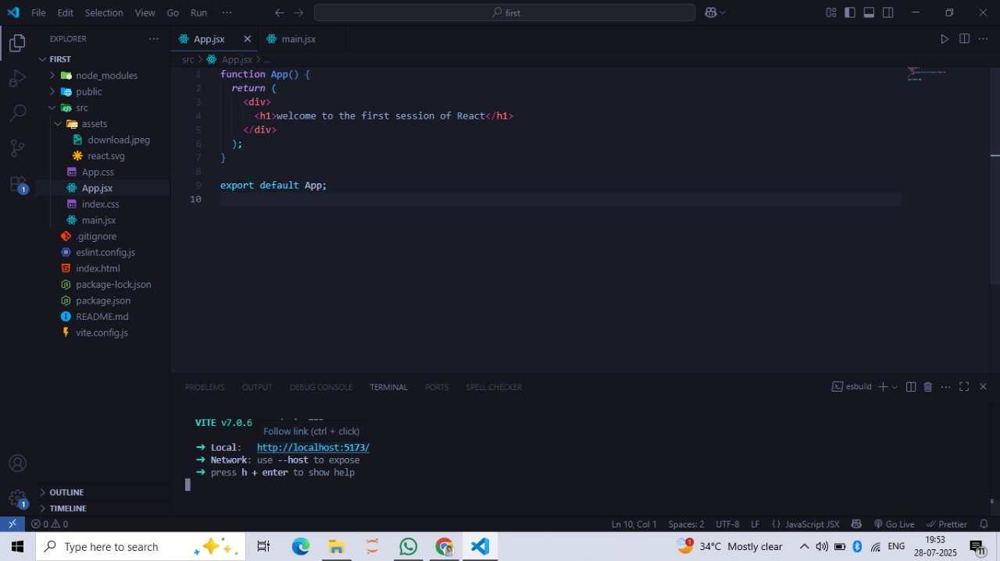 File Edit Selection View Go Run ··· first
EXPLORER ···
App.jsx main.jsx
FIRST
src > App.jsx > ...
node_modules
public
src
assets
download.jpeg
react.svg
App.css
App.jsx
index.css
main.jsx
.gitignore
eslint.config.js
index.html
package-lock.json
package.json
README.md
vite.config.js
OUTLINE
TIMELINE
1 function App() {
2 return (
3 <div>
4 <h1>welcome to the first session of React</h1>
5 </div>
6 );
7 }
8
9 export default App;
10
PROBLEMS OUTPUT DEBUG CONSOLE TERMINAL PORTS SPELL CHECKER
esbuild
VITE v7.0.6
Follow link (ctrl + click)
➜ Local: http://localhost:5173/
➜ Network: use --host to expose
➜ press h + enter to show help
1
1
0 0 Ln 10, Col 1 Spaces: 2 UTF-8 LF {} JavaScript JSX Go Live Prettier
Type here to search 1 34°C Mostly clear ENG 19:53
28-07-2025 11